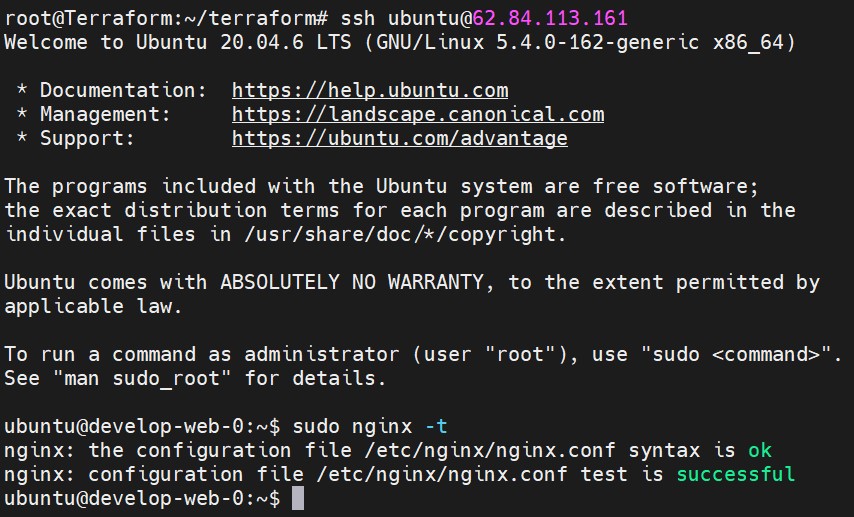 root@Terraform:~/terraform# ssh ubuntu@62.84.113.161
Welcome to Ubuntu 20.04.6 LTS (GNU/Linux 5.4.0-162-generic x86_64)

 * Documentation:  https://help.ubuntu.com
 * Management:     https://landscape.canonical.com
 * Support:        https://ubuntu.com/advantage

The programs included with the Ubuntu system are free software;
the exact distribution terms for each program are described in the
individual files in /usr/share/doc/*/copyright.

Ubuntu comes with ABSOLUTELY NO WARRANTY, to the extent permitted by
applicable law.

To run a command as administrator (user "root"), use "sudo <command>".
See "man sudo_root" for details.

ubuntu@develop-web-0:~$ sudo nginx -t
nginx: the configuration file /etc/nginx/nginx.conf syntax is ok
nginx: configuration file /etc/nginx/nginx.conf test is successful
ubuntu@develop-web-0:~$